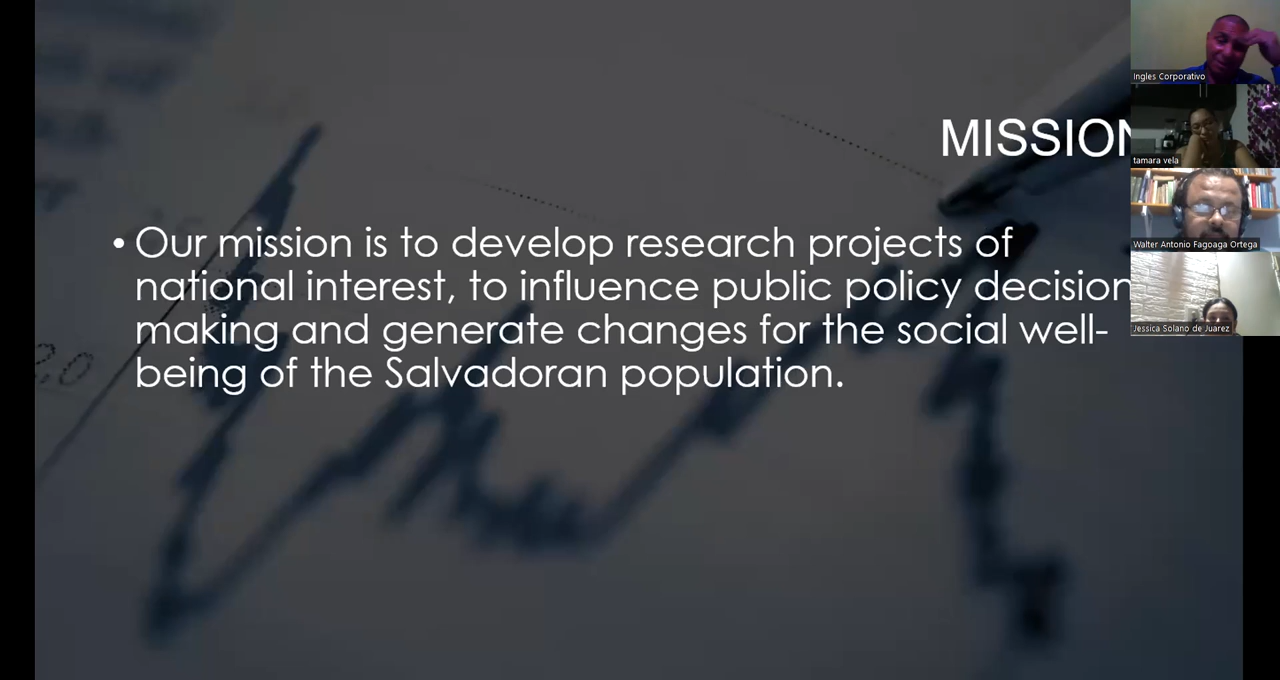 MISSION
• Our mission is to develop research projects of
national interest, to influence public policy decision
making and generate changes for the social well-
being of the Salvadoran population.
Ingles Corporativo
tamara vela
Walter Antonio Fagoaga Ortega
Jessica Solano de Juarez